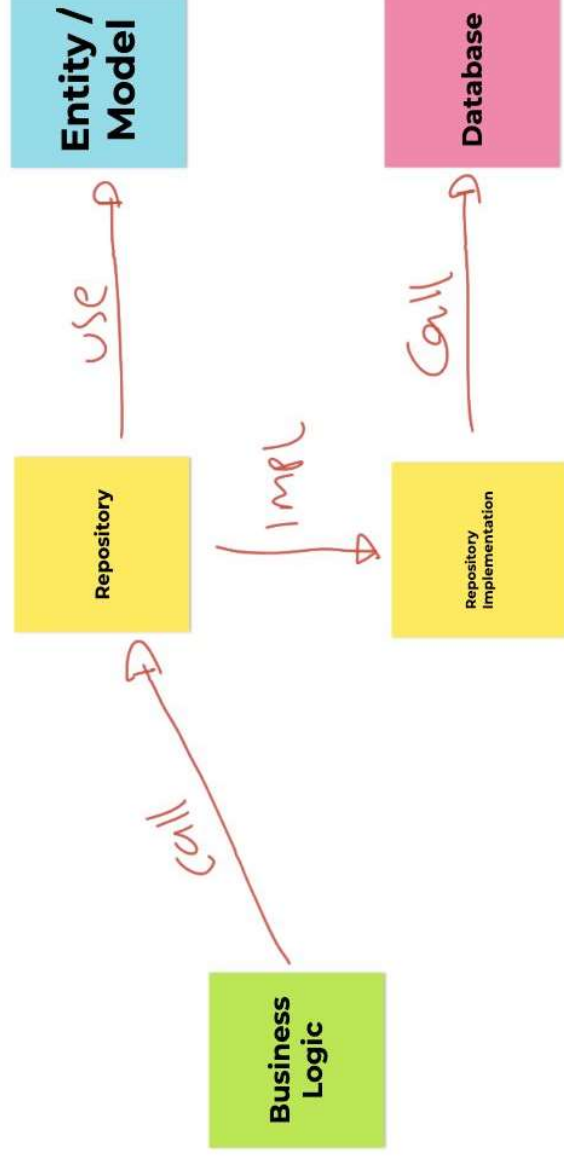 Business
Logic
call
Repository
use
Entity /
Model
Impl
Repository
Implementation
Call
Database